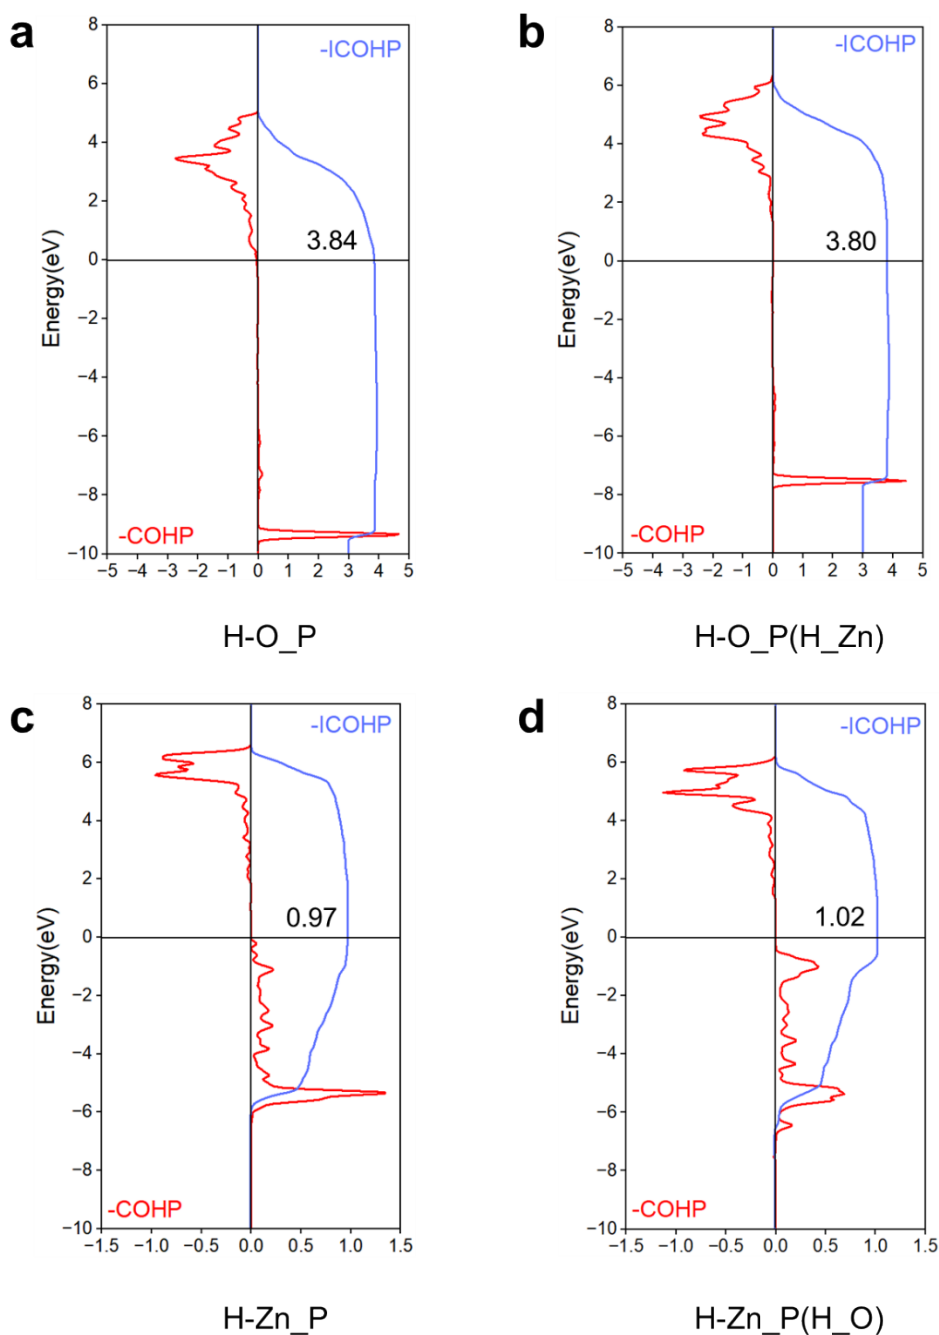 a
8
6
4
2
0
−2
−4
−6
−8
−10
Energy(eV)
-ICOHP
3.84
-COHP
−5 −4 −3 −2 −1 0 1 2 3 4 5
H-O_P
b
8
6
4
2
0
−2
−4
−6
−8
−10
Energy(eV)
-ICOHP
3.80
-COHP
−5 −4 −3 −2 −1 0 1 2 3 4 5
H-O_P(H_Zn)
c
8
6
4
2
0
−2
−4
−6
−8
−10
Energy(eV)
-ICOHP
0.97
-COHP
−1.5 −1.0 −0.5 0.0 0.5 1.0 1.5
H-Zn_P
d
8
6
4
2
0
−2
−4
−6
−8
−10
Energy(eV)
-ICOHP
1.02
-COHP
−1.5 −1.0 −0.5 0.0 0.5 1.0 1.5
H-Zn_P(H_O)